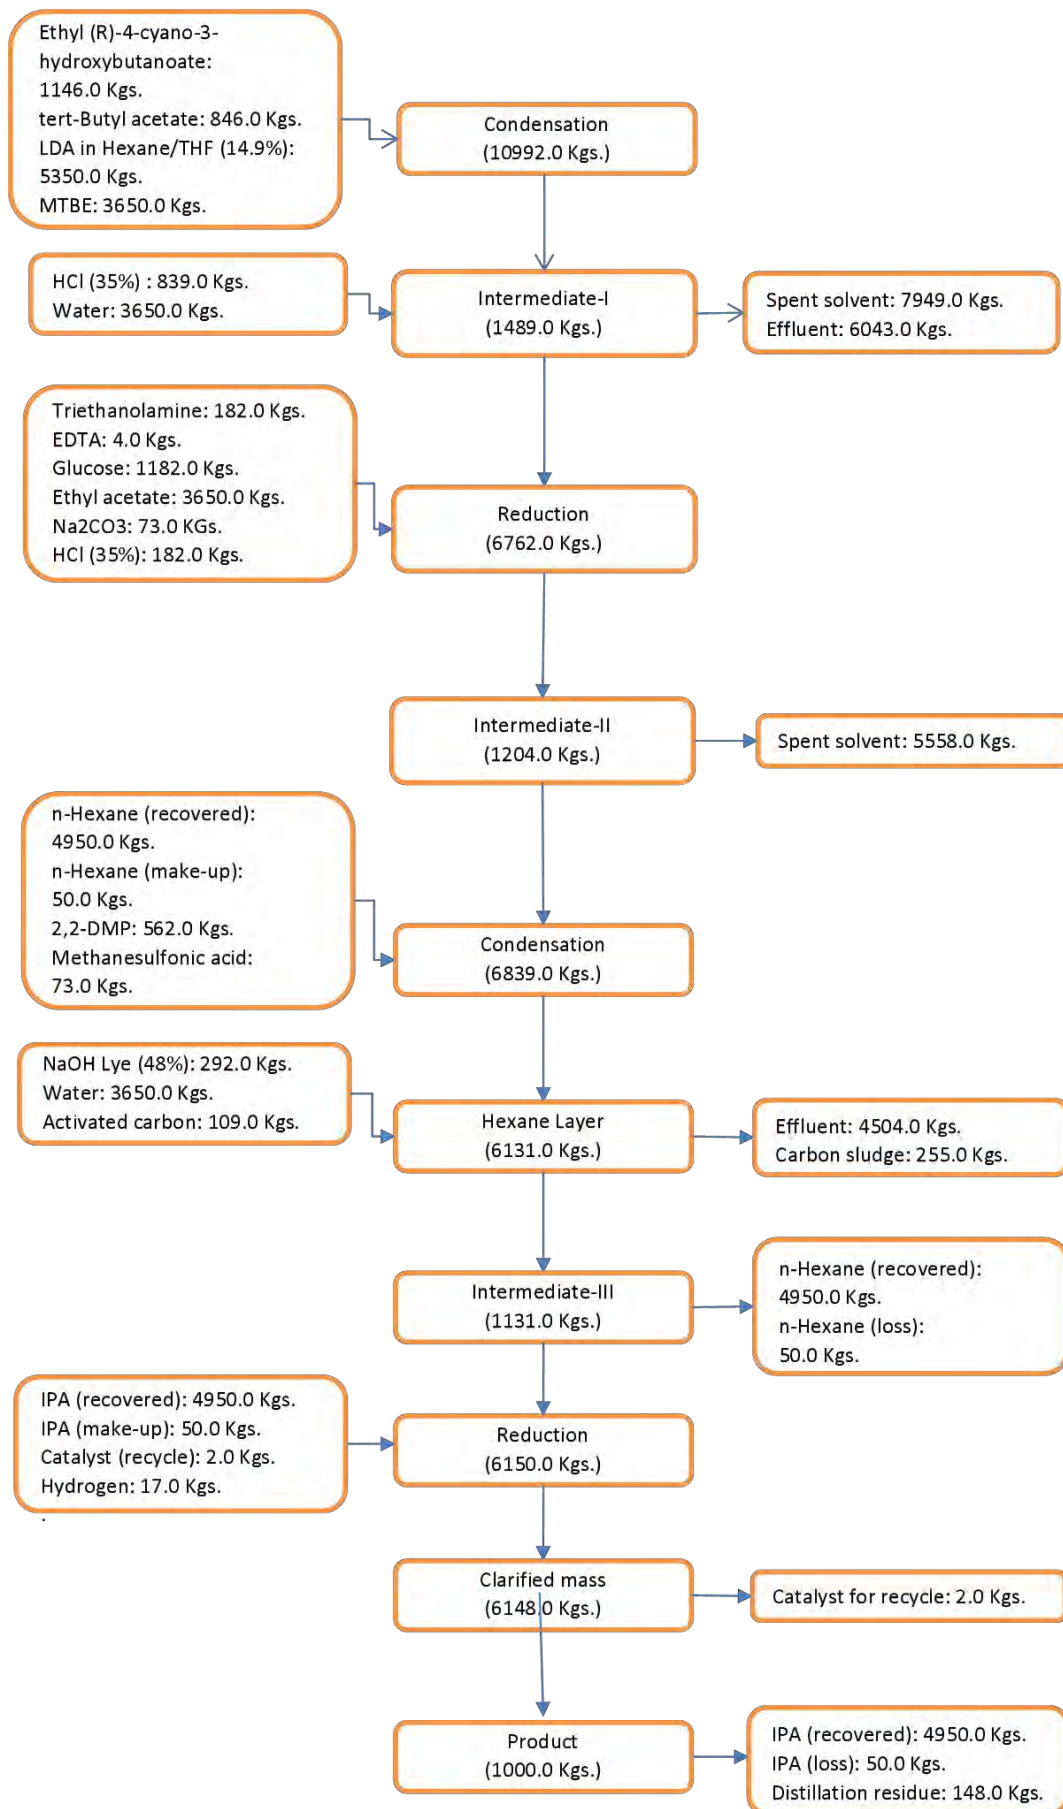 Ethyl (R)-4-cyano-3-
hydroxybutanoate:
1146.0 Kgs.
tert-Butyl acetate: 846.0 Kgs.
LDA in Hexane/THF (14.9%):
5350.0 Kgs.
MTBE: 3650.0 Kgs.
Condensation
(10992.0 Kgs.)
HCl (35%) : 839.0 Kgs.
Water: 3650.0 Kgs.
Intermediate-I
(1489.0 Kgs.)
Spent solvent: 7949.0 Kgs.
Effluent: 6043.0 Kgs.
Triethanolamine: 182.0 Kgs.
EDTA: 4.0 Kgs.
Glucose: 1182.0 Kgs.
Ethyl acetate: 3650.0 Kgs.
Na2CO3: 73.0 KGs.
HCl (35%): 182.0 Kgs.
Reduction
(6762.0 Kgs.)
Intermediate-II
(1204.0 Kgs.)
Spent solvent: 5558.0 Kgs.
n-Hexane (recovered):
4950.0 Kgs.
n-Hexane (make-up):
50.0 Kgs.
2,2-DMP: 562.0 Kgs.
Methanesulfonic acid:
73.0 Kgs.
Condensation
(6839.0 Kgs.)
NaOH Lye (48%): 292.0 Kgs.
Water: 3650.0 Kgs.
Activated carbon: 109.0 Kgs.
Hexane Layer
(6131.0 Kgs.)
Effluent: 4504.0 Kgs.
Carbon sludge: 255.0 Kgs.
Intermediate-III
(1131.0 Kgs.)
n-Hexane (recovered):
4950.0 Kgs.
n-Hexane (loss):
50.0 Kgs.
IPA (recovered): 4950.0 Kgs.
IPA (make-up): 50.0 Kgs.
Catalyst (recycle): 2.0 Kgs.
Hydrogen: 17.0 Kgs.
.
Reduction
(6150.0 Kgs.)
Clarified mass
(6148.0 Kgs.)
Catalyst for recycle: 2.0 Kgs.
Product
(1000.0 Kgs.)
IPA (recovered): 4950.0 Kgs.
IPA (loss): 50.0 Kgs.
Distillation residue: 148.0 Kgs.